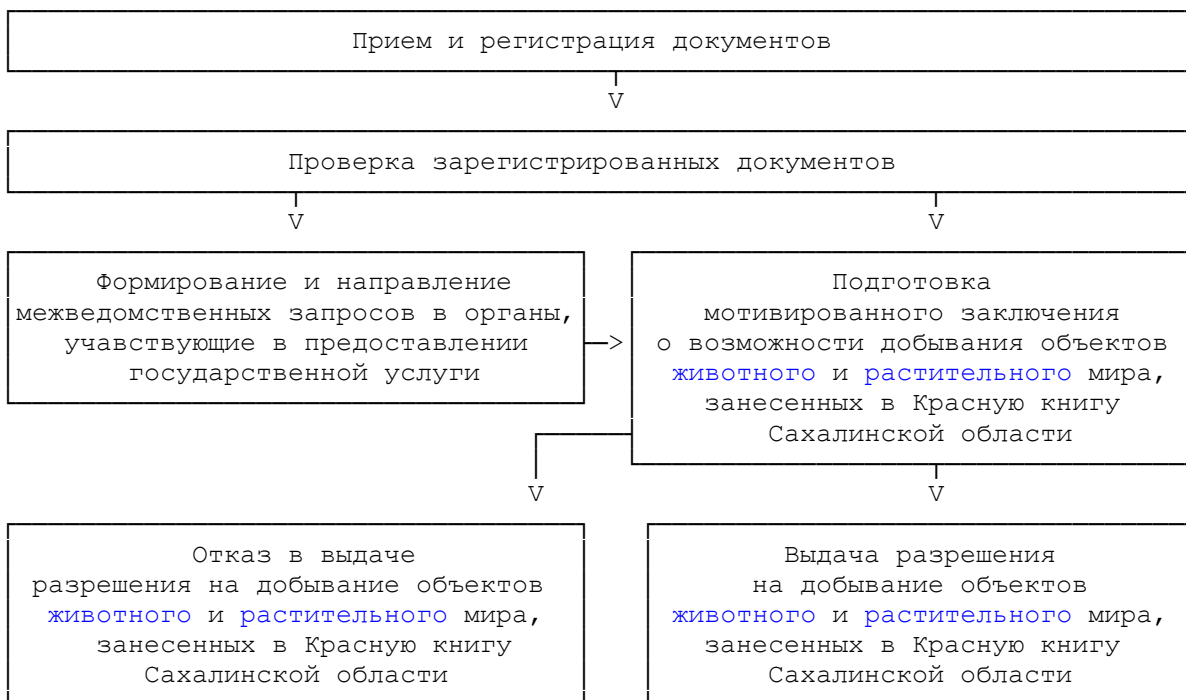 Прием и регистрация документов
V
Проверка зарегистрированных документов
V V
Формирование и направление
межведомственных запросов в органы,
учавствующие в предоставлении
государственной услуги
─>
Подготовка
мотивированного заключения
о возможности добывания объектов
животного и растительного мира,
занесенных в Красную книгу
Сахалинской области
V V
Отказ в выдаче
разрешения на добывание объектов
животного и растительного мира,
занесенных в Красную книгу
Сахалинской области
Выдача разрешения
на добывание объектов
животного и растительного мира,
занесенных в Красную книгу
Сахалинской области